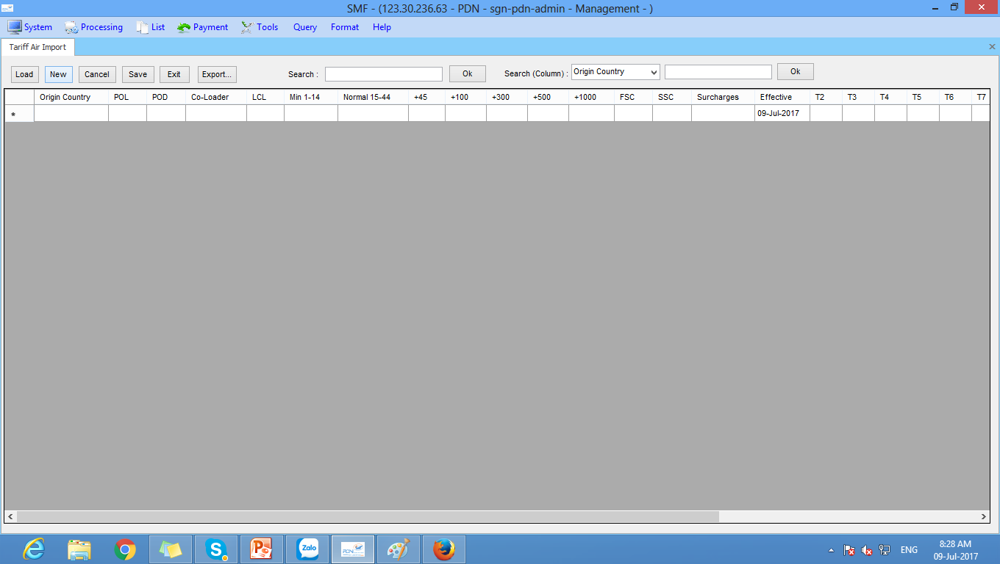 SMF - (123.30.236.63 - PDN - sgn-pdn-admin - Management - )
System Processing List Payment Tools Query Format Help
Tariff Air Import
Load New Cancel Save Exit Export... Search : Ok Search (Column) : Origin Country Ok
Origin Country POL POD Co-Loader LCL Min 1-14 Normal 15-44 +45 +100 +300 +500 +1000 FSC SSC Surcharges Effective T2 T3 T4 T5 T6 T7
09-Jul-2017
Zalo PDN ENG 8:28 AM
09-Jul-2017